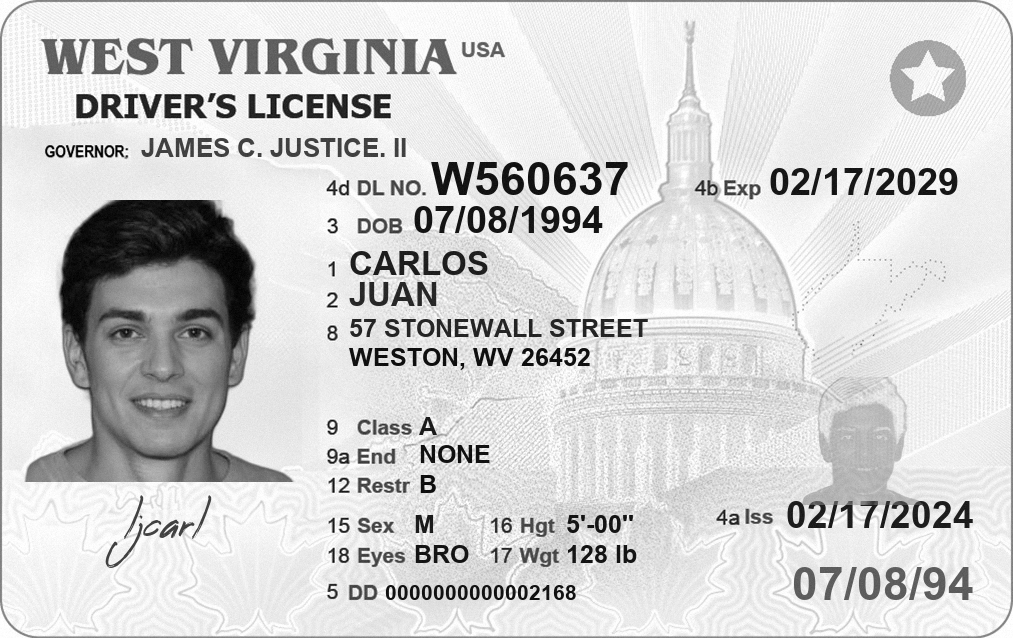 WEST VIRGINIA USA
DRIVER'S LICENSE
GOVERNOR: JAMES C. JUSTICE. II
4d DL NO. W560637 4b Exp 02/17/2029
3 DOB 07/08/1994
1 CARLOS
2 JUAN
8 57 STONEWALL STREET
WESTON, WV 26452
9 Class A
9a End NONE
12 Restr B
15 Sex M 16 Hgt 5'-00"
4a Iss 02/17/2024
18 Eyes BRO 17 Wgt 128 lb
5 DD 0000000000002168
07/08/94
ljcarl